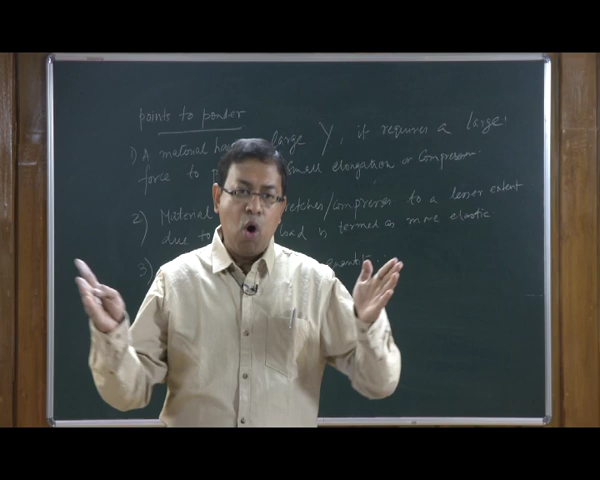 points to ponder
1) A material ha large Y, it requires a large
force to small elongation or compression.
2) Material etches/compresses to a lesser extent
due to load is termed as more elastic
3)